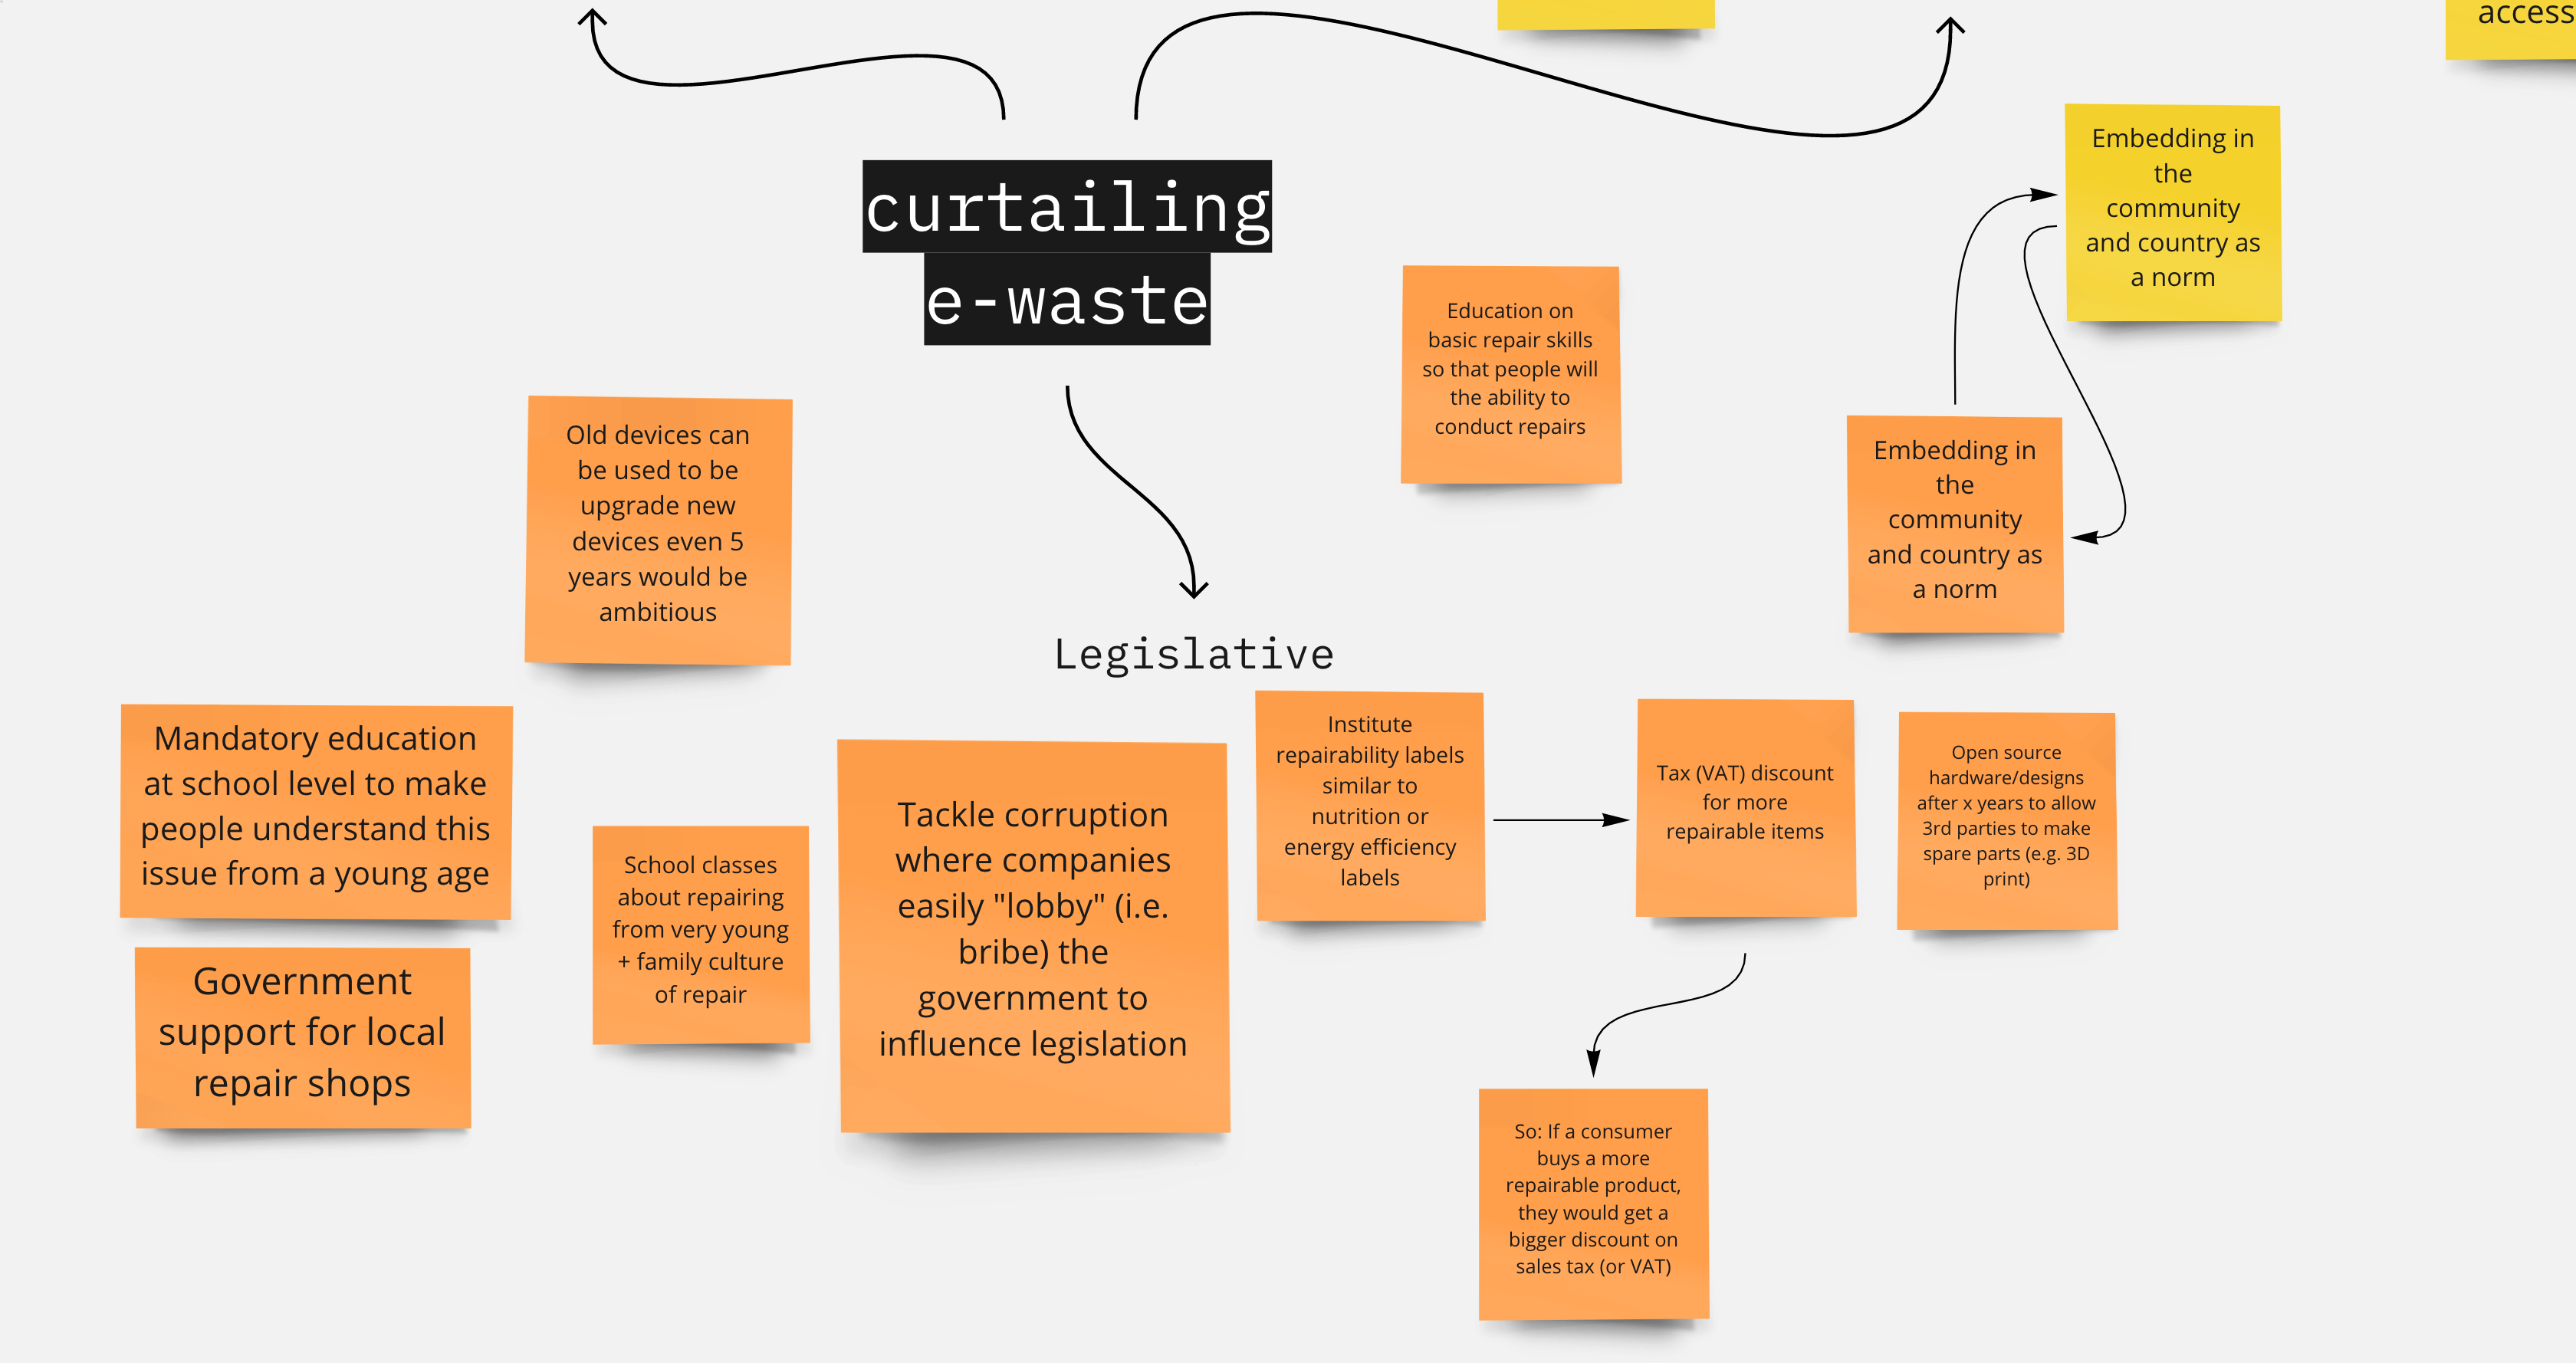 access
curtailing
e-waste
Embedding in
the
community
and country as
a norm
Education on
basic repair skills
so that people will
the ability to
conduct repairs
Old devices can
be used to be
upgrade new
devices even 5
years would be
ambitious
Embedding in
the
community
and country as
a norm
Legislative
Mandatory education
at school level to make
people understand this
issue from a young age
Government
support for local
repair shops
School classes
about repairing
from very young
+ family culture
of repair
Tackle corruption
where companies
easily "lobby" (i.e.
bribe) the
government to
influence legislation
Institute
repairability labels
similar to
nutrition or
energy efficiency
labels
Tax (VAT) discount
for more
repairable items
Open source
hardware/designs
after x years to allow
3rd parties to make
spare parts (e.g. 3D
print)
So: If a consumer
buys a more
repairable product,
they would get a
bigger discount on
sales tax (or VAT)